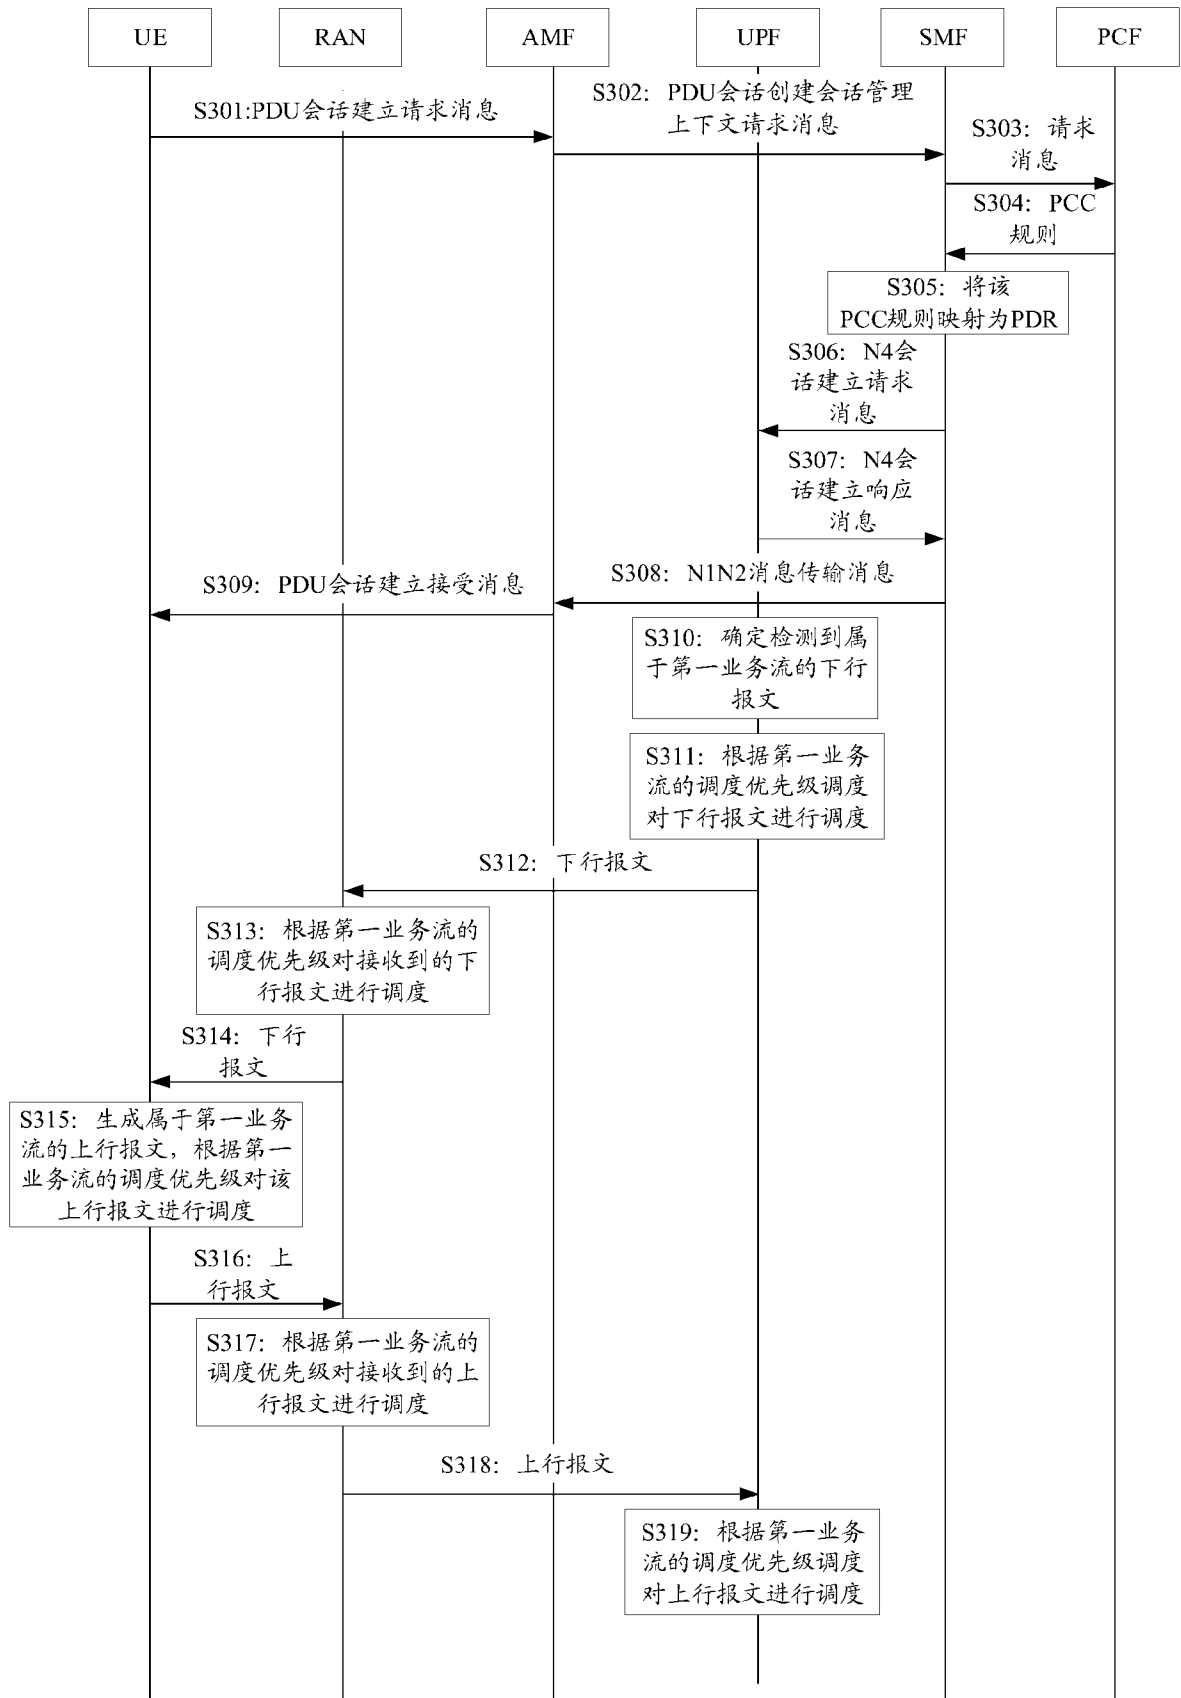 UE
RAN
AMF
UPF
SMF
PCF
S301:PDU会话建立请求消息
S302：PDU会话创建会话管理
上下文请求消息
S303：请求
消息
S304：PCC
规则
S305：将该
PCC规则映射为PDR
S306：N4会
话建立请求
消息
S307：N4会
话建立响应
消息
S308：N1N2消息传输消息
S309：PDU会话建立接受消息
S310：确定检测到属
于第一业务流的下行
报文
S311：根据第一业务
流的调度优先级调度
对下行报文进行调度
S312：下行报文
S313：根据第一业务流的
调度优先级对接收到的下
行报文进行调度
S314：下行
报文
S315：生成属于第一业务
流的上行报文，根据第一
业务流的调度优先级对该
上行报文进行调度
S316：上
行报文
S317：根据第一业务流的
调度优先级对接收到的上
行报文进行调度
S318：上行报文
S319：根据第一业务
流的调度优先级调度
对上行报文进行调度